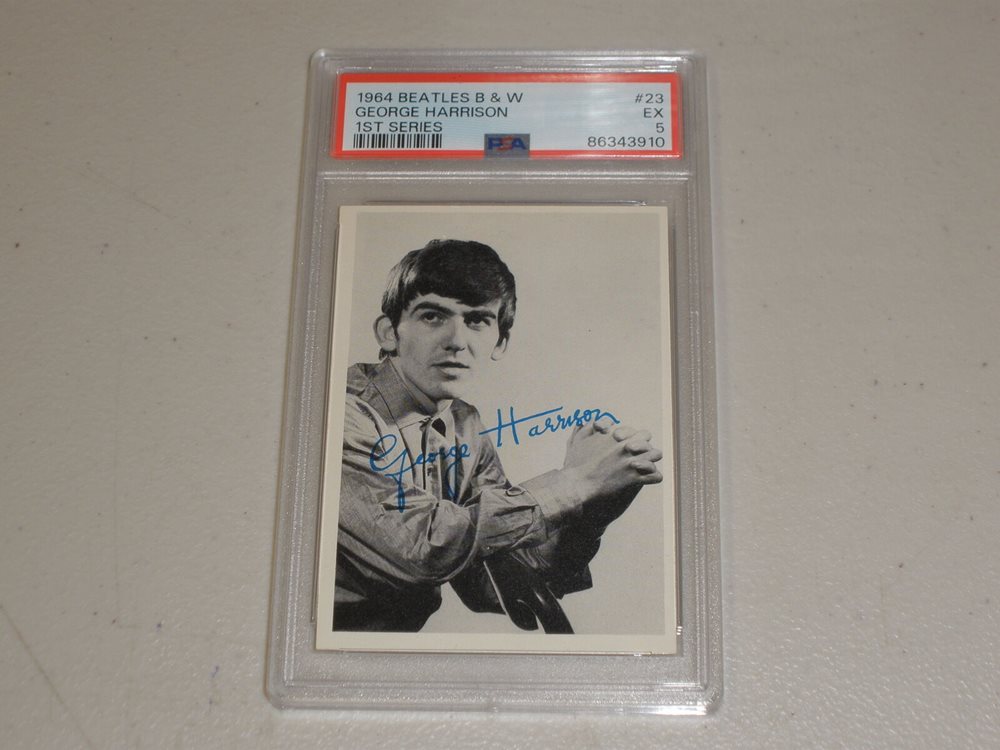 1964 BEATLES B & W #23
GEORGE HARRISON EX
1ST SERIES 5
PSA 86343910
George Harrison